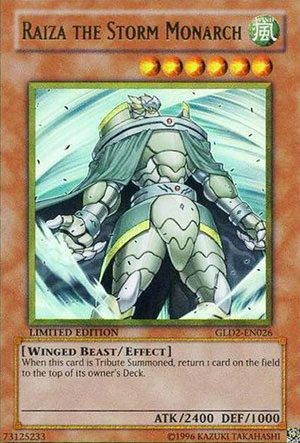 RAIZA THE STORM MONARCH
WIND
風
LIMITED EDITION
GLD2-EN026
[WINGED BEAST/EFFECT]
When this card is Tribute Summoned, return 1 card on the field
to the top of its owner's Deck.
ATK/2400 DEF/1000
73125233
©1996 KAZUKI TAKAHASHI